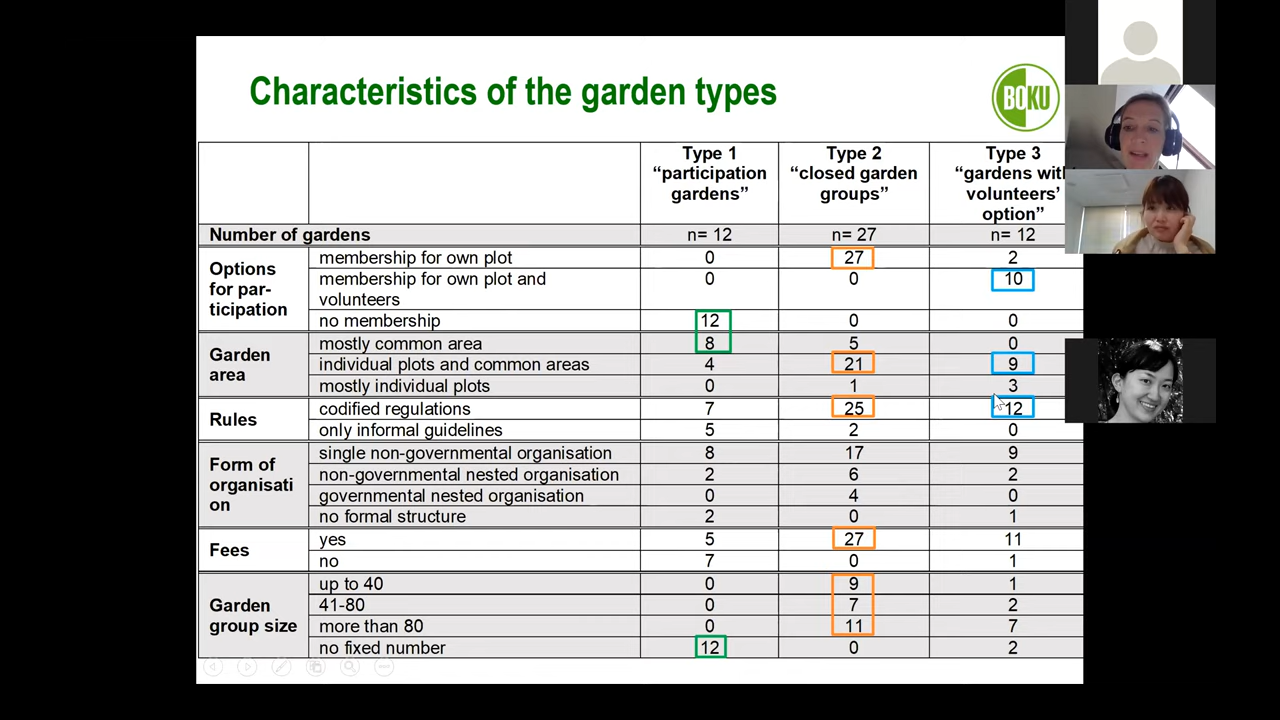 Characteristics of the garden types
BOKU
Type 1 Type 2 Type 3
“participation “closed garden “gardens with
gardens” groups” volunteers’
option”
Number of gardens n= 12 n= 27 n= 12
Options for par- ticipation
membership for own plot 0 27 2
membership for own plot and 0 0 10
volunteers
no membership 12 0 0
Garden area
mostly common area 8 5 0
individual plots and common areas 4 21 9
mostly individual plots 0 1 3
Rules
codified regulations 7 25 12
only informal guidelines 5 2 0
Form of organisati on
single non-governmental organisation 8 17 9
non-governmental nested organisation 2 6 2
governmental nested organisation 0 4 0
no formal structure 2 0 1
Fees
yes 5 27 11
no 7 0 1
Garden group size
up to 40 0 9 1
41-80 0 7 2
more than 80 0 11 7
no fixed number 12 0 2